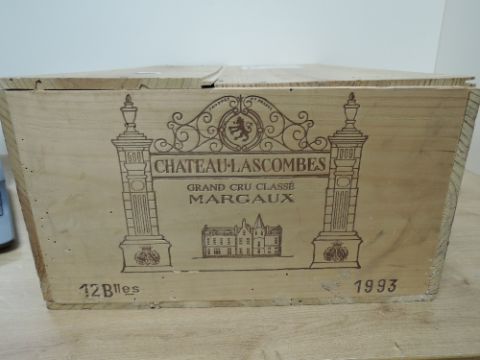 CHATEAU-LASCOMBES
GRAND CRU CLASSÉ
MARGAUX
12Blles 1993